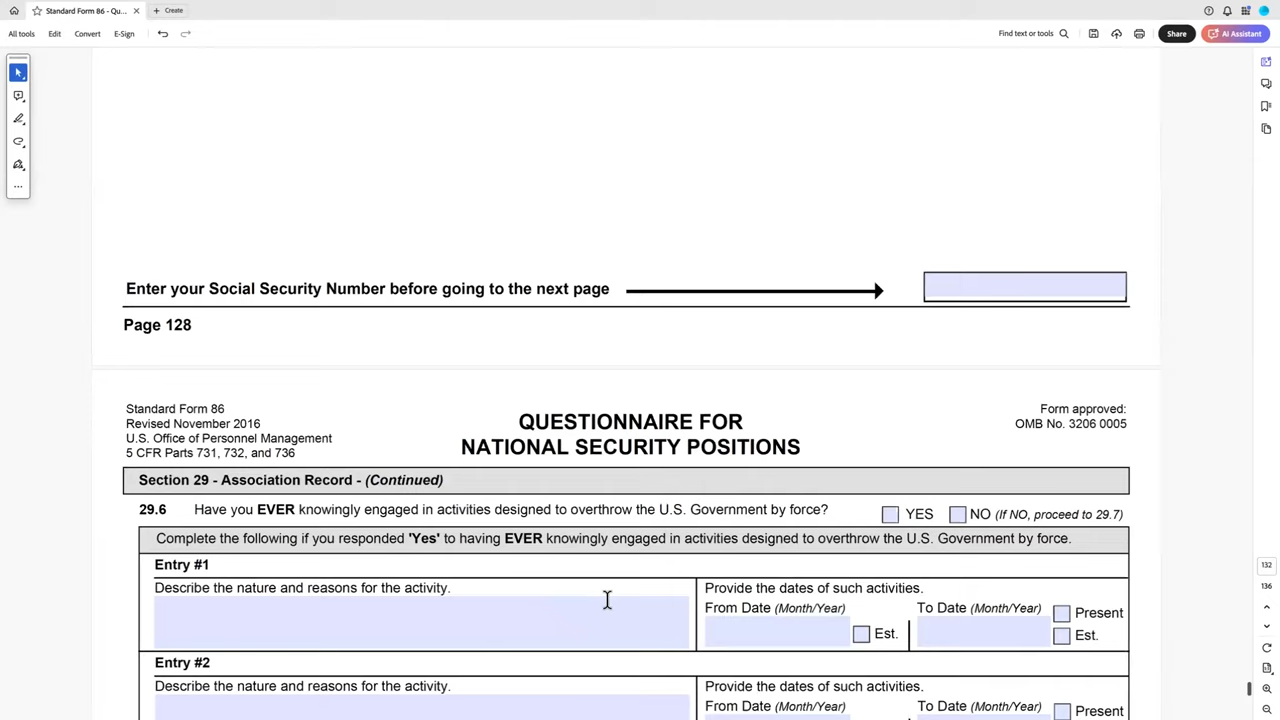 Standard Form 86 - Qu...
Create
All tools Edit Convert E-Sign
Find text or tools
Share
AI Assistant
Enter your Social Security Number before going to the next page
Page 128
Standard Form 86
Revised November 2016
U.S. Office of Personnel Management
5 CFR Parts 731, 732, and 736
QUESTIONNAIRE FOR
NATIONAL SECURITY POSITIONS
Form approved:
OMB No. 3206 0005
Section 29 - Association Record - (Continued)
29.6 Have you EVER knowingly engaged in activities designed to overthrow the U.S. Government by force? YES NO (If NO, proceed to 29.7)
Complete the following if you responded 'Yes' to having EVER knowingly engaged in activities designed to overthrow the U.S. Government by force.
Entry #1
Describe the nature and reasons for the activity.
Provide the dates of such activities.
From Date (Month/Year) To Date (Month/Year) Present
Est. Est.
Entry #2
Describe the nature and reasons for the activity.
Provide the dates of such activities.
From Date (Month/Year) To Date (Month/Year) Present
132
136